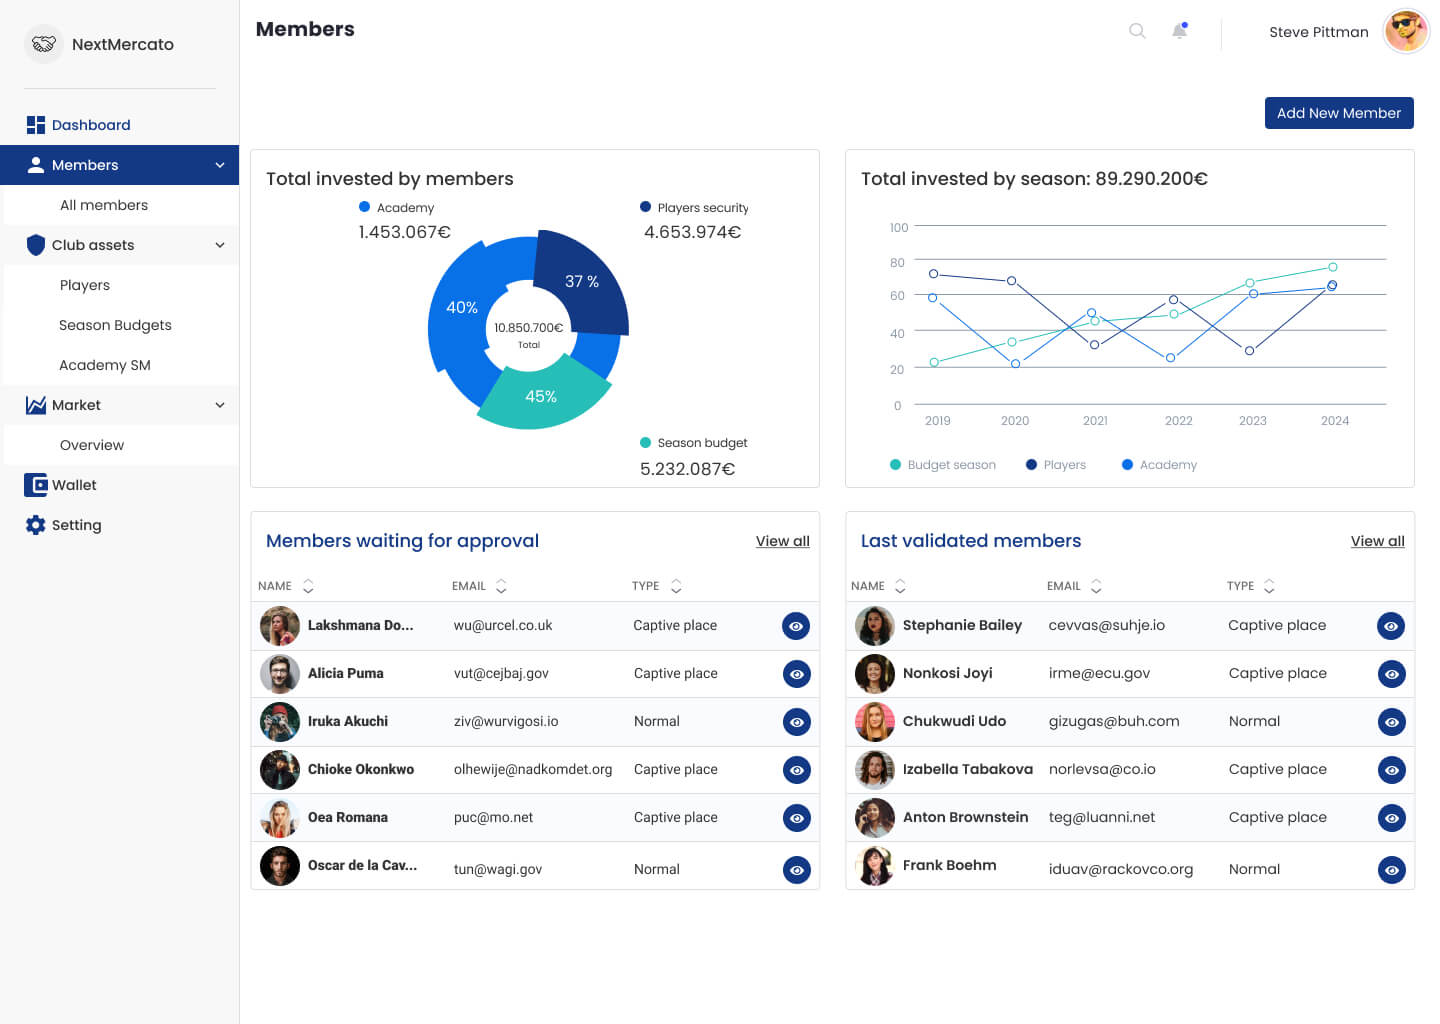 NextMercato
Members
Steve Pittman
Dashboard
Members
All members
Club assets
Players
Season Budgets
Academy SM
Market
Overview
Wallet
Setting
Add New Member
Total invested by members
Academy
1.453.067€
Players security
4.653.974€
37 %
40%
10.850.700€
Total
45%
Season budget
5.232.087€
Total invested by season: 89.290.200€
100
80
60
40
20
0
2019 2020 2021 2022 2023 2024
Budget season Players Academy
Members waiting for approval
View all
NAME EMAIL TYPE
Lakshmana Do... wu@urcel.co.uk Captive place
Alicia Puma vut@cejbaj.gov Captive place
Iruka Akuchi ziv@wurvigosi.io Normal
Chioke Okonkwo olhewije@nadkomdet.org Captive place
Oea Romana puc@mo.net Captive place
Oscar de la Cav... tun@wagi.gov Normal
Last validated members
View all
NAME EMAIL TYPE
Stephanie Bailey cevvas@suhje.io Captive place
Nonkosi Joyi irme@ecu.gov Captive place
Chukwudi Udo gizugas@buh.com Normal
Izabella Tabakova norlevsa@co.io Captive place
Anton Brownstein teg@luanni.net Captive place
Frank Boehm iduav@rackovco.org Normal